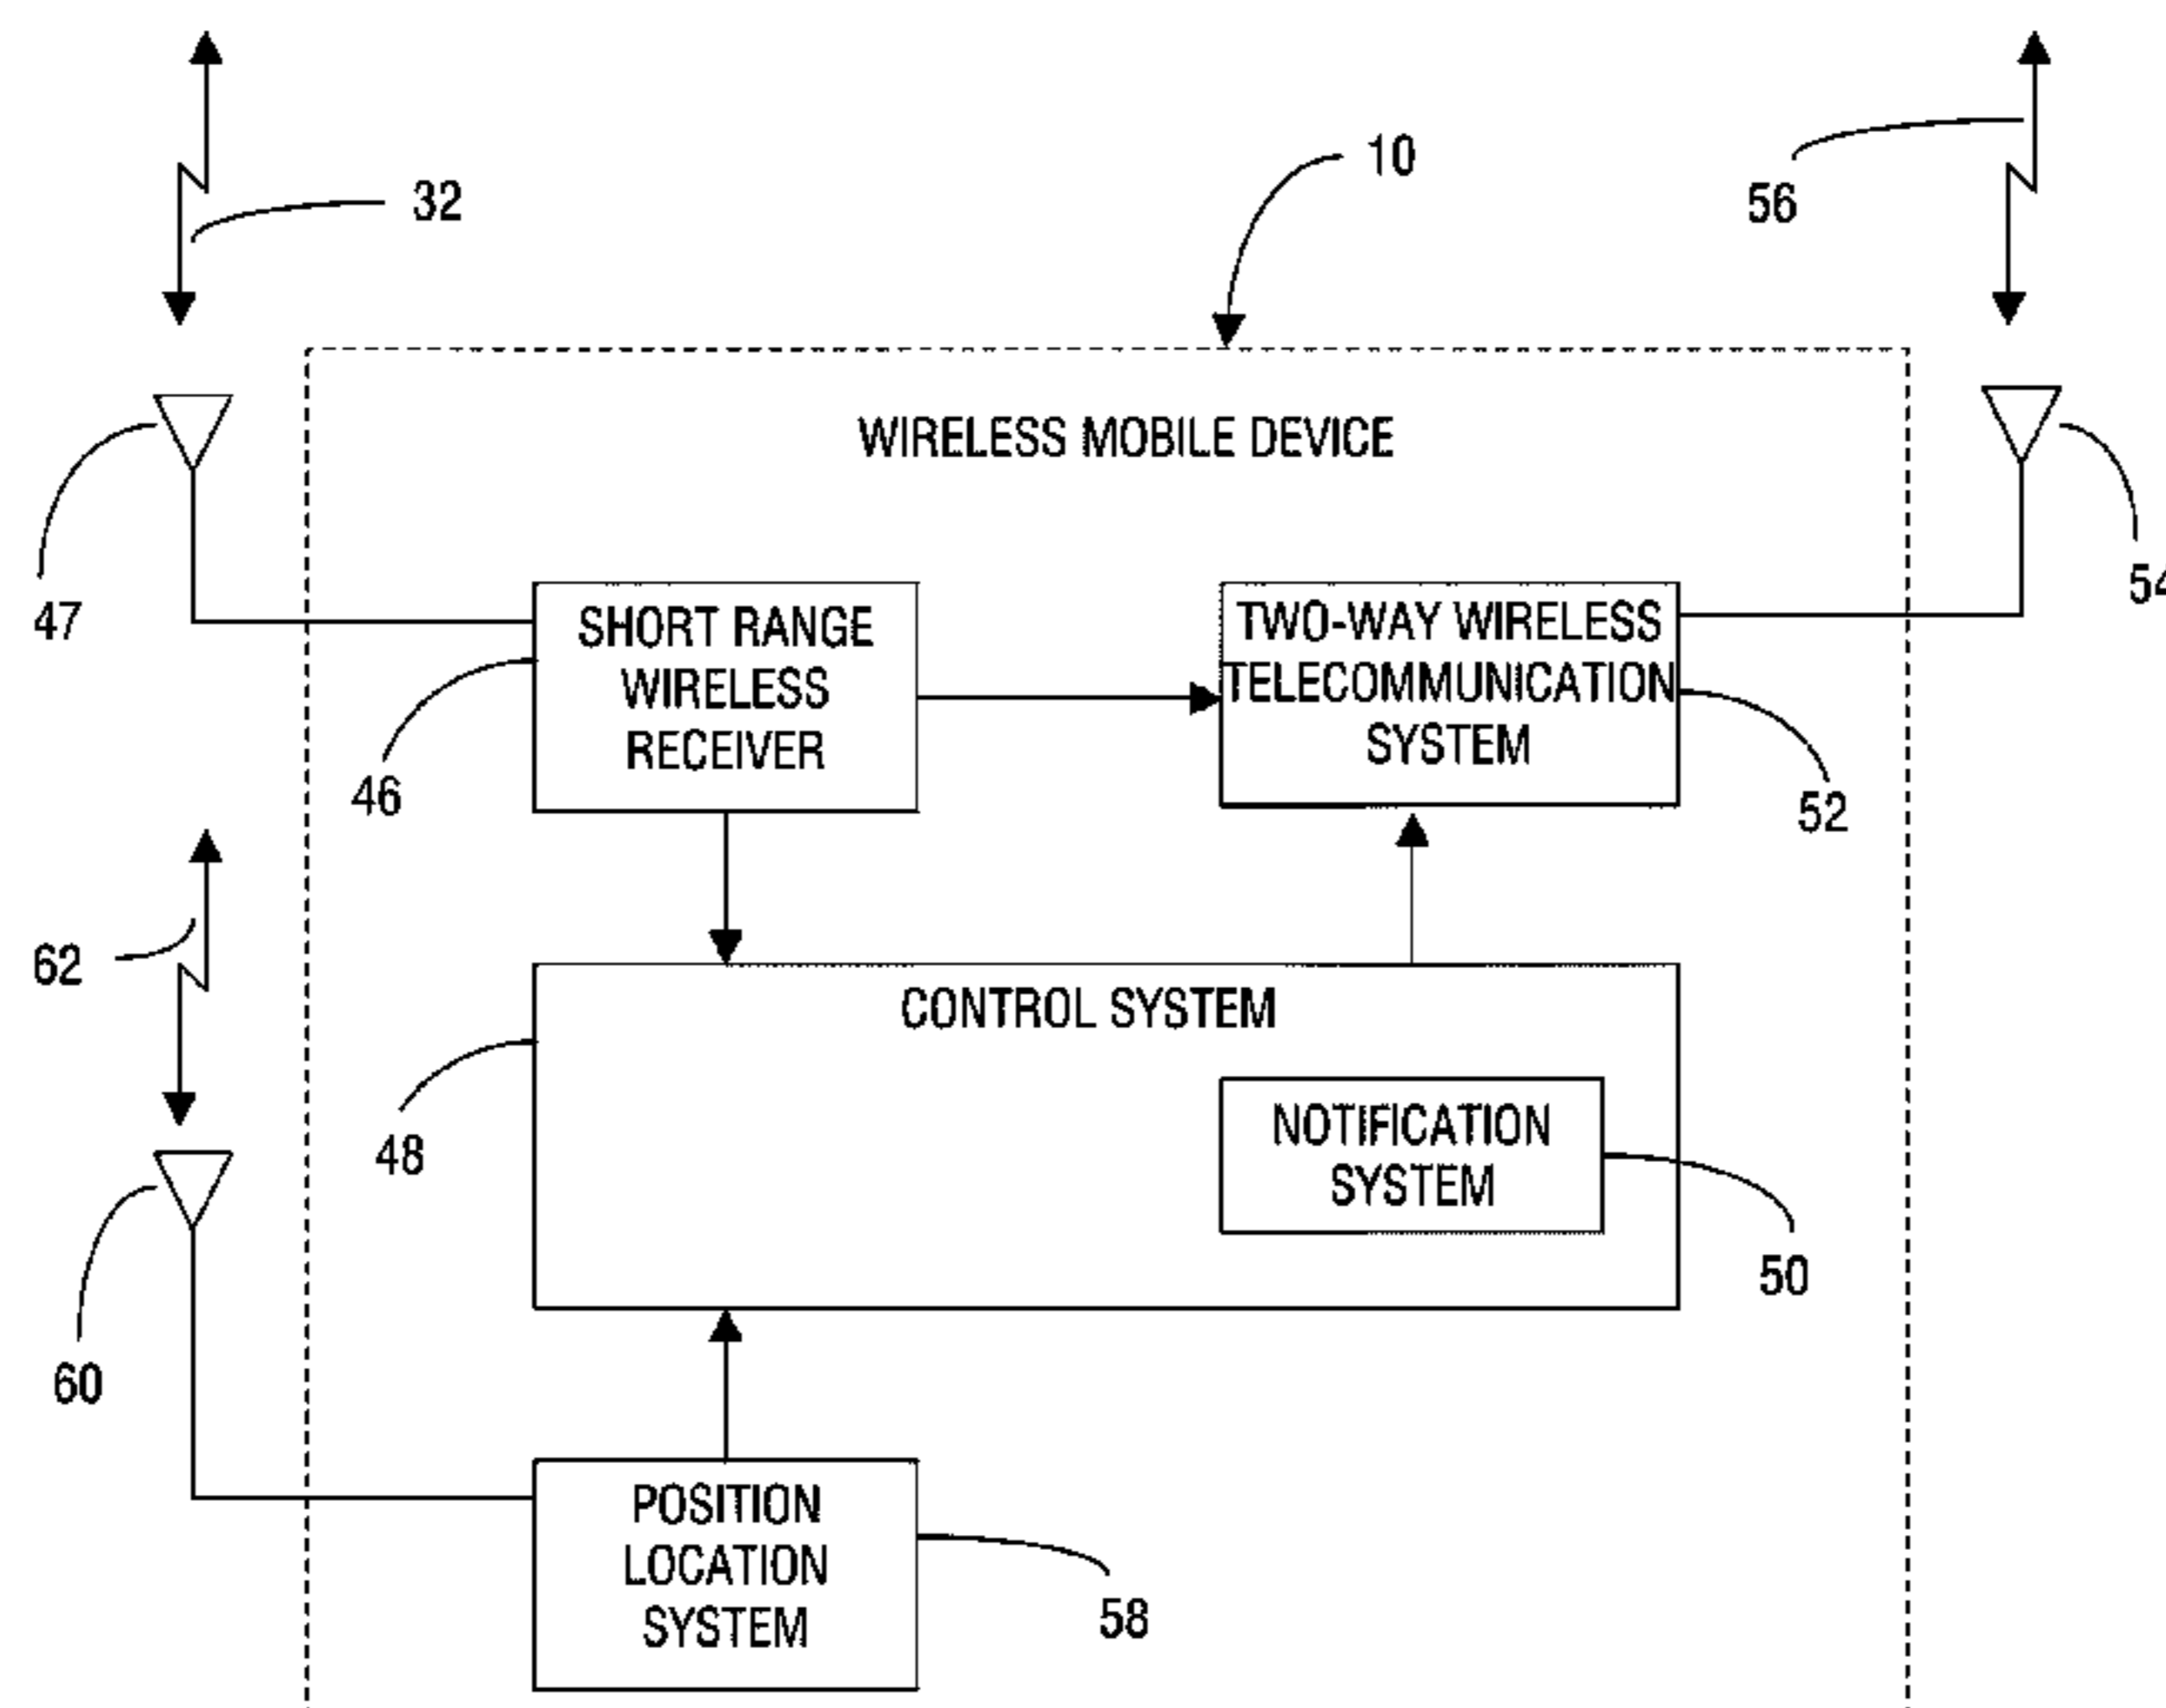 10
32
56
WIRELESS MOBILE DEVICE
47
54
SHORT RANGE
WIRELESS
RECEIVER
TWO-WAY WIRELESS
TELECOMMUNICATION
SYSTEM
46
52
62
CONTROL SYSTEM
48
NOTIFICATION
SYSTEM
50
60
POSITION
LOCATION
SYSTEM
58